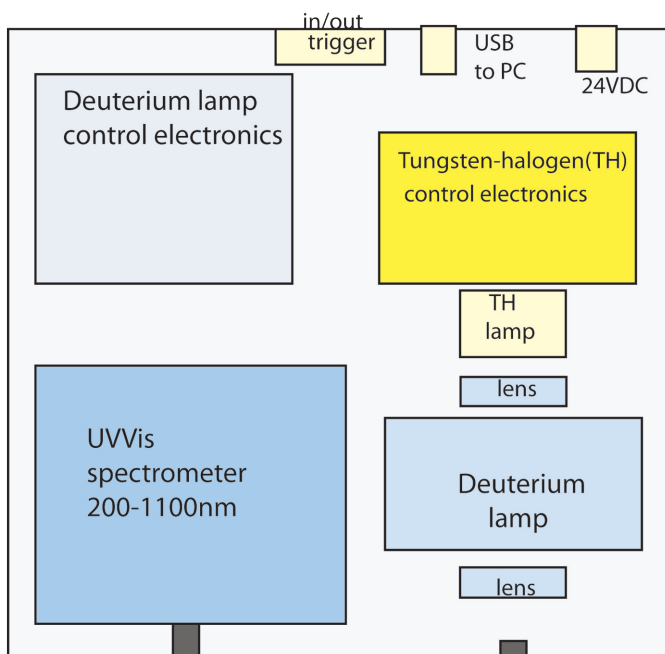 in/out
trigger
USB
to PC
24VDC
Deuterium lamp
control electronics
Tungsten-halogen(TH)
control electronics
TH
lamp
lens
UVVis
spectrometer
200-1100nm
Deuterium
lamp
lens